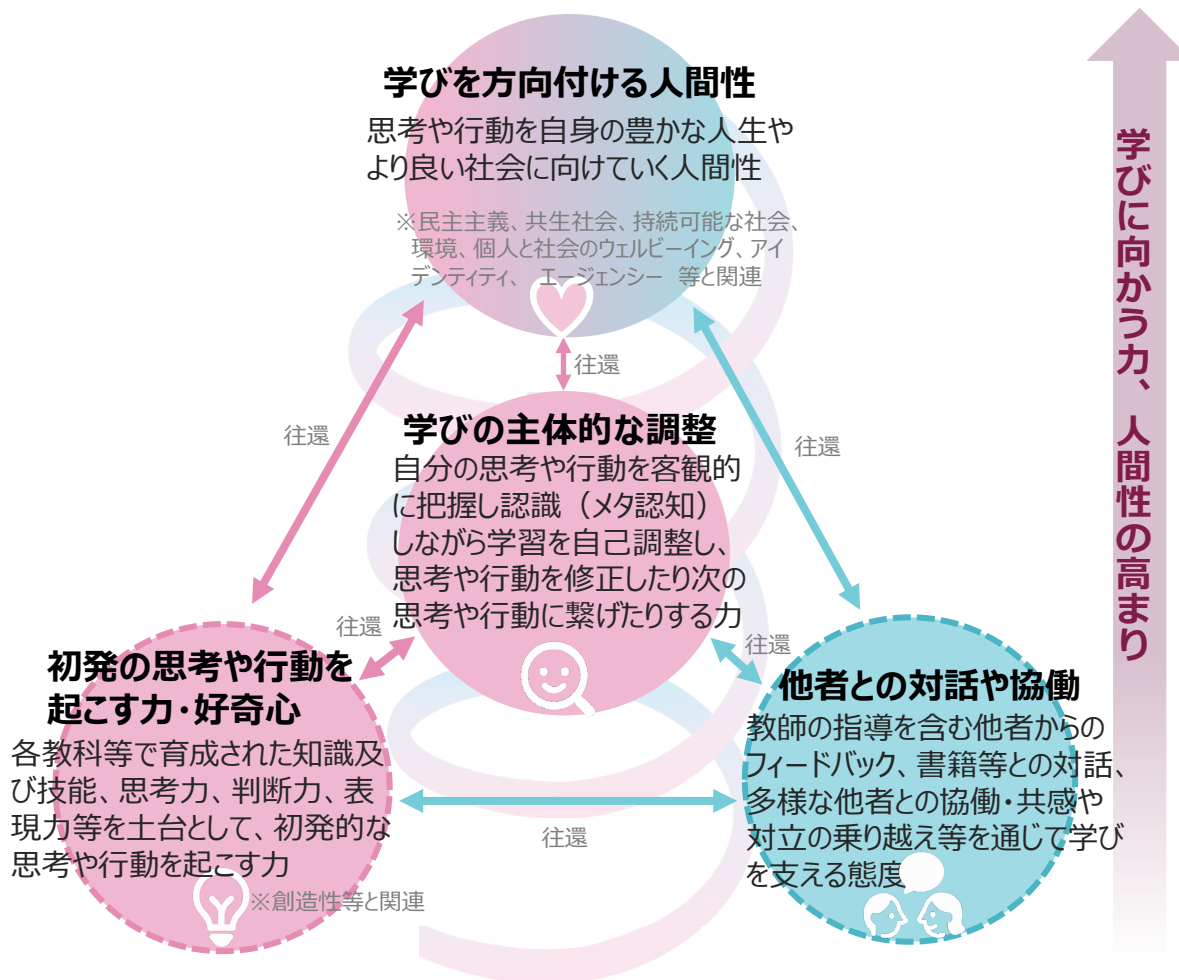 学びを方向付ける人間性
思考や行動を自身の豊かな人生や
より良い社会に向けていく人間性
※民主主義、共生社会、持続可能な社会、
環境、個人と社会のウェルビーイング、アイ
デンティティ、 エージェンシー 等と関連
往還
往還
往還
学びの主体的な調整
自分の思考や行動を客観的
に把握し認識（メタ認知）
しながら学習を自己調整し、
思考や行動を修正したり次の
思考や行動に繋げたりする力
往還
往還
初発の思考や行動を
起こす力・好奇心
各教科等で育成された知識及
び技能、思考力、判断力、表
現力等を土台として、初発的な
思考や行動を起こす力
※創造性等と関連
往還
他者との対話や協働
教師の指導を含む他者からの
フィードバック、書籍等との対話、
多様な他者との協働・共感や
対立の乗り越え等を通じて学び
を支える態度
学びに向かう力、人間性の高まり